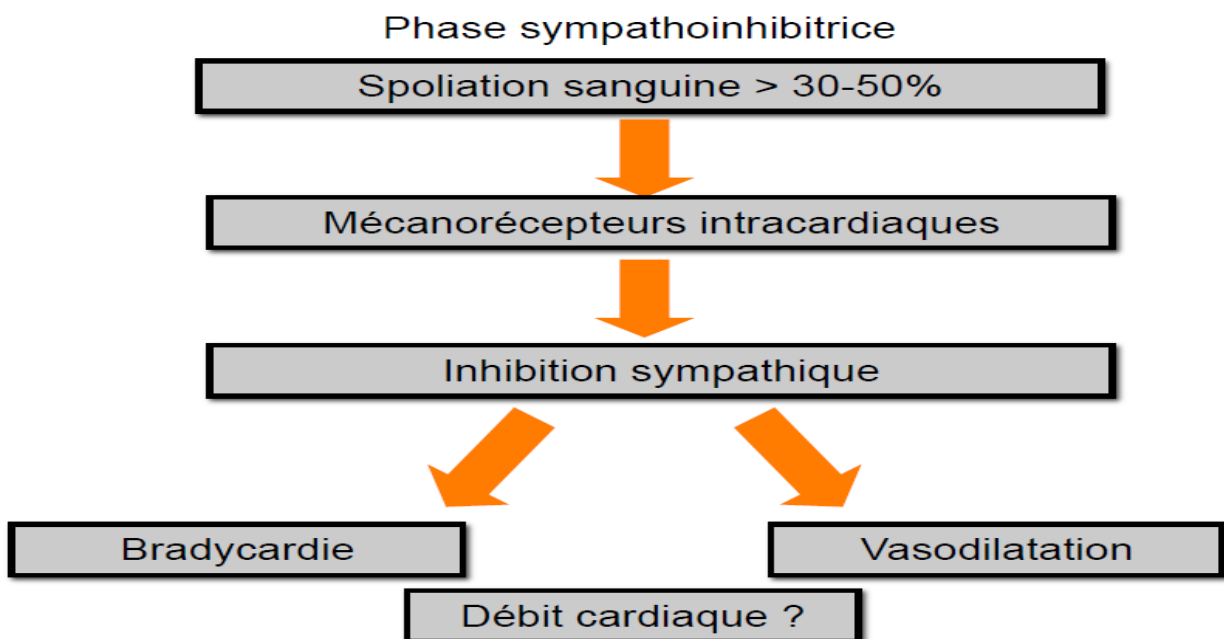 Phase sympathoinhibitrice
Spoliation sanguine > 30-50%
Mécanorécepteurs intracardiaques
Inhibition sympathique
Bradycardie
Vasodilatation
Débit cardiaque ?